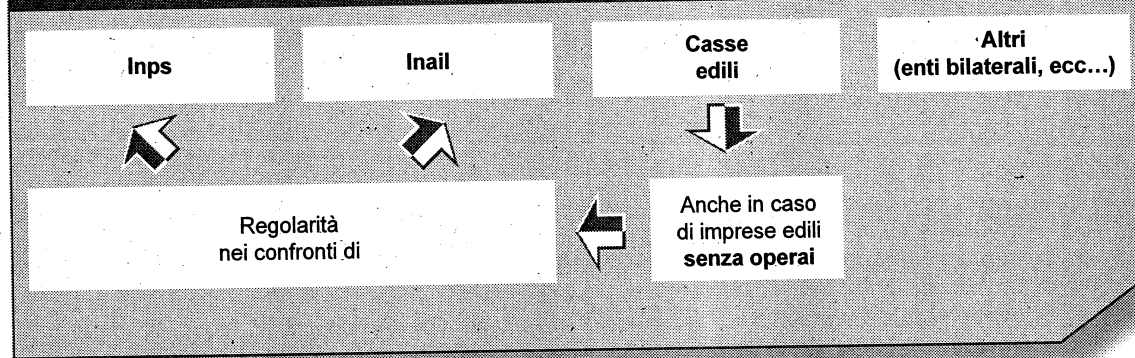 Inps
Inail
Casse
edili
Altri
(enti bilaterali, ecc...)
Regolarità
nei confronti di
Anche in caso
di imprese edili
senza operai